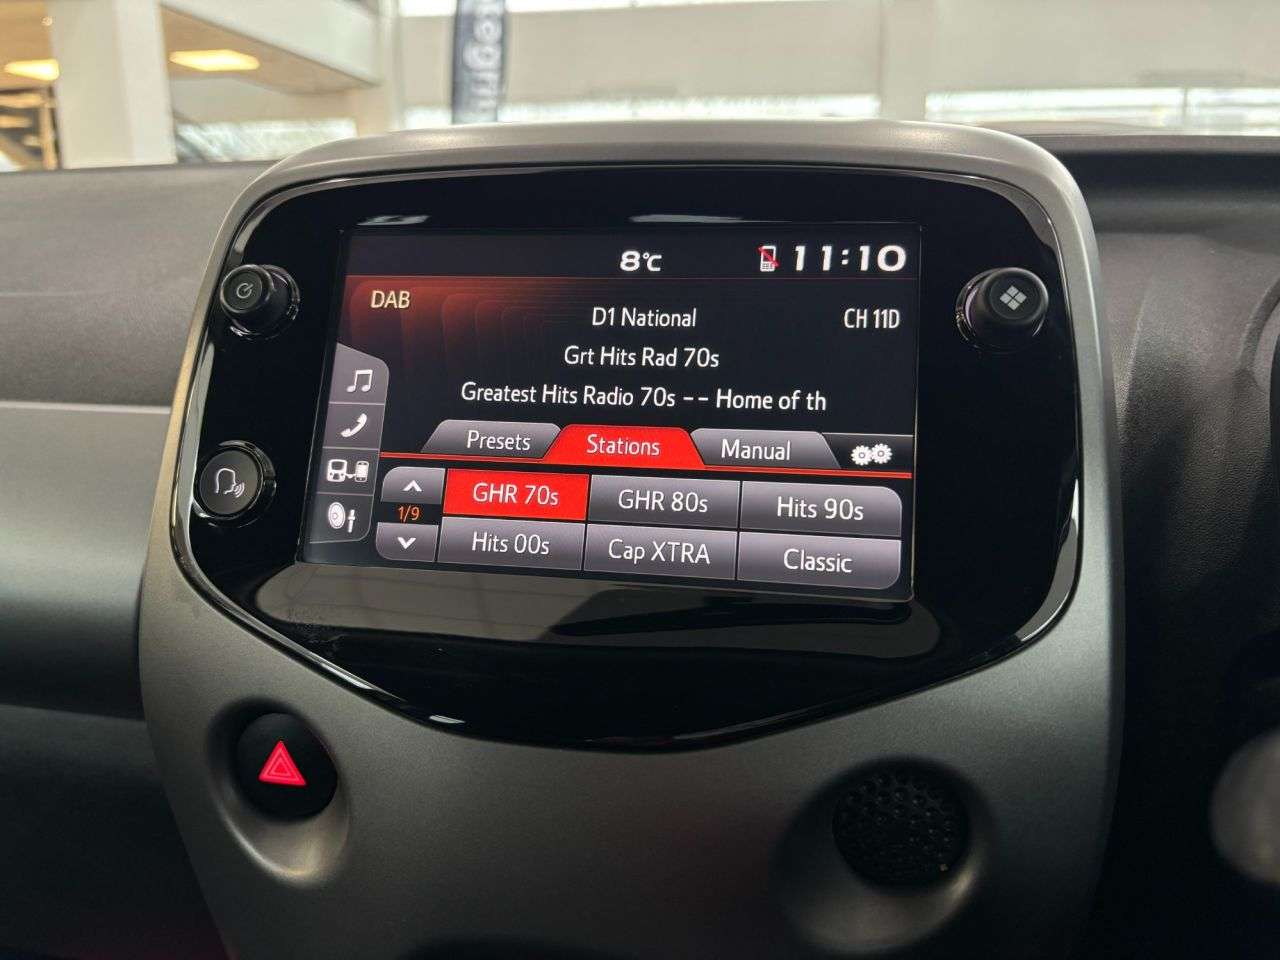 8°C 11:10
DAB
D1 National CH 11D
Grt Hits Rad 70s
Greatest Hits Radio 70s -- Home of th
Presets Stations Manual
GHR 70s GHR 80s Hits 90s
1/9
Hits 00s Cap XTRA Classic